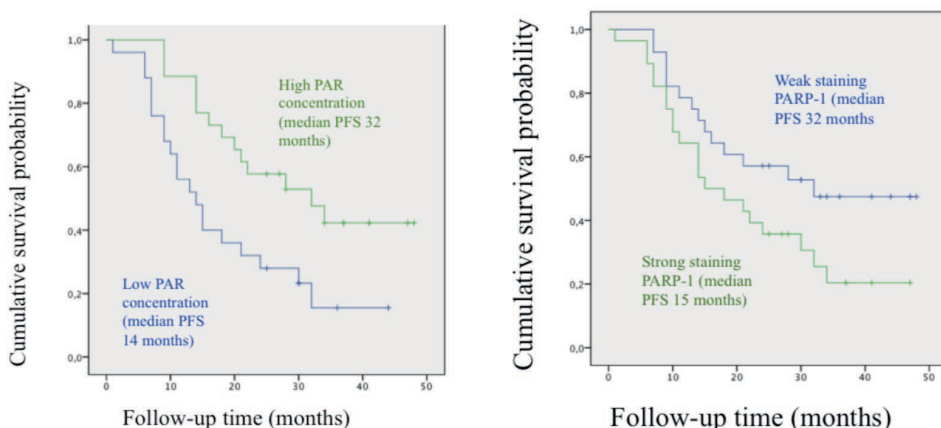 Cumulative survival probability
1,0
0,8
0,6
0,4
0,2
0,0
High PAR
concentration
(median PFS 32
months)
Low PAR
concentration
(median PFS
14 months)
0
10
20
30
40
50
Follow-up time (months)
Cumulative survival probability
1,0
0,8
0,6
0,4
0,2
0,0
Weak staining
PARP-1 (median
PFS 32 months
Strong staining
PARP-1 (median
PFS 15 months)
0
10
20
30
40
50
Follow-up time (months)